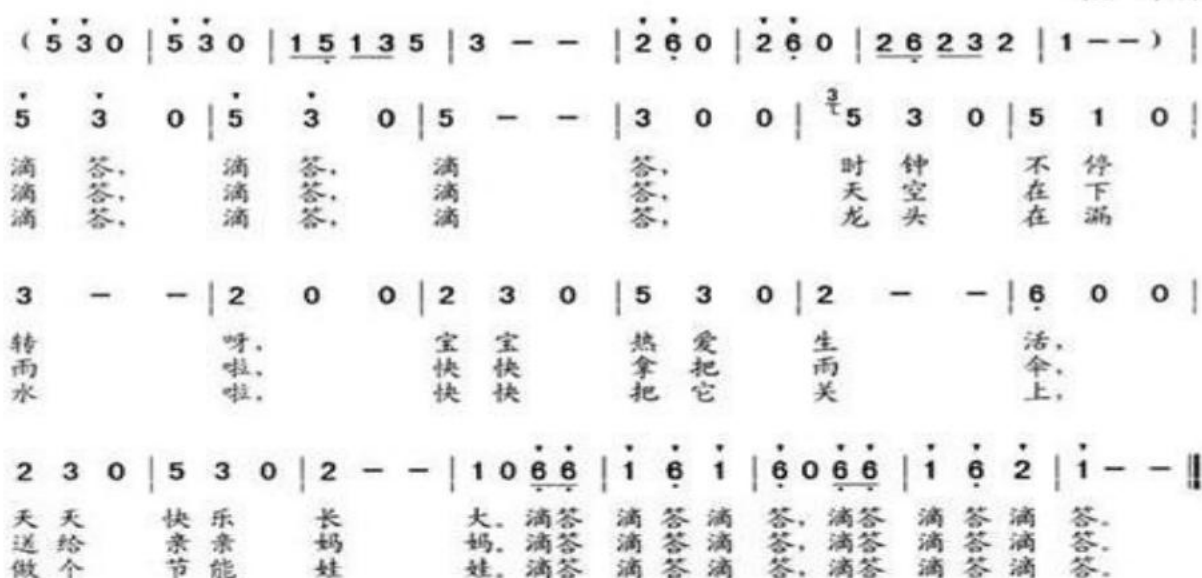 ( 5 3 0 | 5 3 0 | 1 5 1 3 5 | 3 - - | 2 6 0 | 2 6 0 | 2 6 2 3 2 | 1 - - ) |
5 3 0 | 5 3 0 | 5 - - | 3 0 0 | 3 5 3 0 | 5 1 0 |
滴 答, 滴 答, 滴 答, 时 钟 不 停
滴 答, 滴 答, 滴 答, 天 空 在 下
滴 答, 滴 答, 滴 答, 龙 头 在 漏
3 - - | 2 0 0 | 2 3 0 | 5 3 0 | 2 - - | 6 0 0 |
转 呀, 宝 宝 热 爱 生 活,
雨 啦, 快 快 拿 把 雨 伞,
水 啦, 快 快 把 它 关 上,
2 3 0 | 5 3 0 | 2 - - | 1 0 6 6 | 1 6 1 | 6 0 6 6 | 1 6 2 | 1 - - ‖
天 天 快 乐 长 大。 滴答 滴 答 滴 答, 滴答 滴 答 滴 答。
送 给 亲 亲 妈 妈。 滴答 滴 答 滴 答, 滴答 滴 答 滴 答。
做 个 节 能 娃 娃。 滴答 滴 答 滴 答, 滴答 滴 答 滴 答。